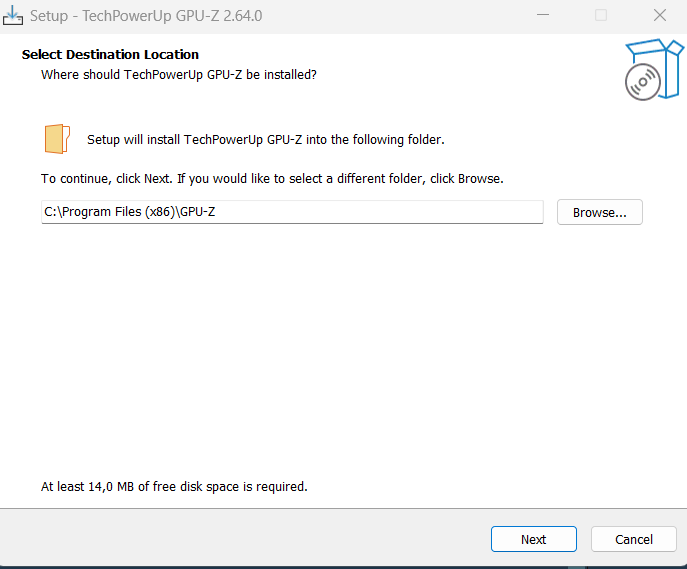 Setup - TechPowerUp GPU-Z 2.64.0
Select Destination Location
Where should TechPowerUp GPU-Z be installed?
Setup will install TechPowerUp GPU-Z into the following folder.
To continue, click Next. If you would like to select a different folder, click Browse.
C:\Program Files (x86)\GPU-Z
Browse...
At least 14,0 MB of free disk space is required.
Next
Cancel